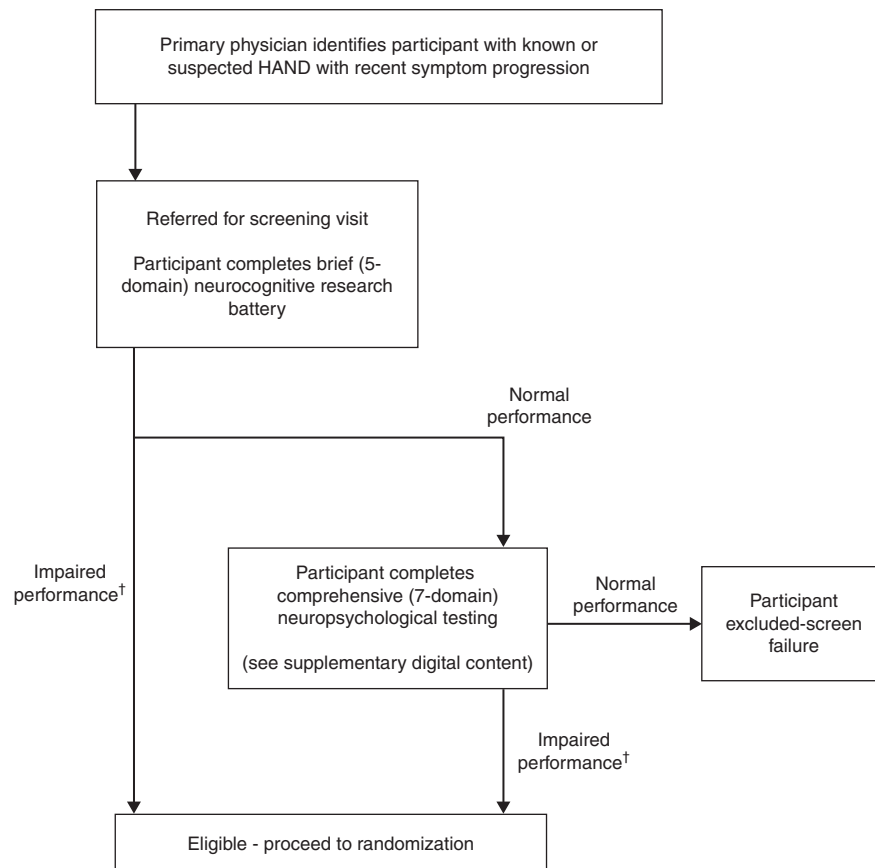 Primary physician identifies participant with known or
suspected HAND with recent symptom progression
Referred for screening visit
Participant completes brief (5-
domain) neurocognitive research
battery
Normal
performance
Impaired
performance†
Participant completes
comprehensive (7-domain)
neuropsychological testing
(see supplementary digital content)
Normal
performance
Participant
excluded-screen
failure
Impaired
performance†
Eligible - proceed to randomization